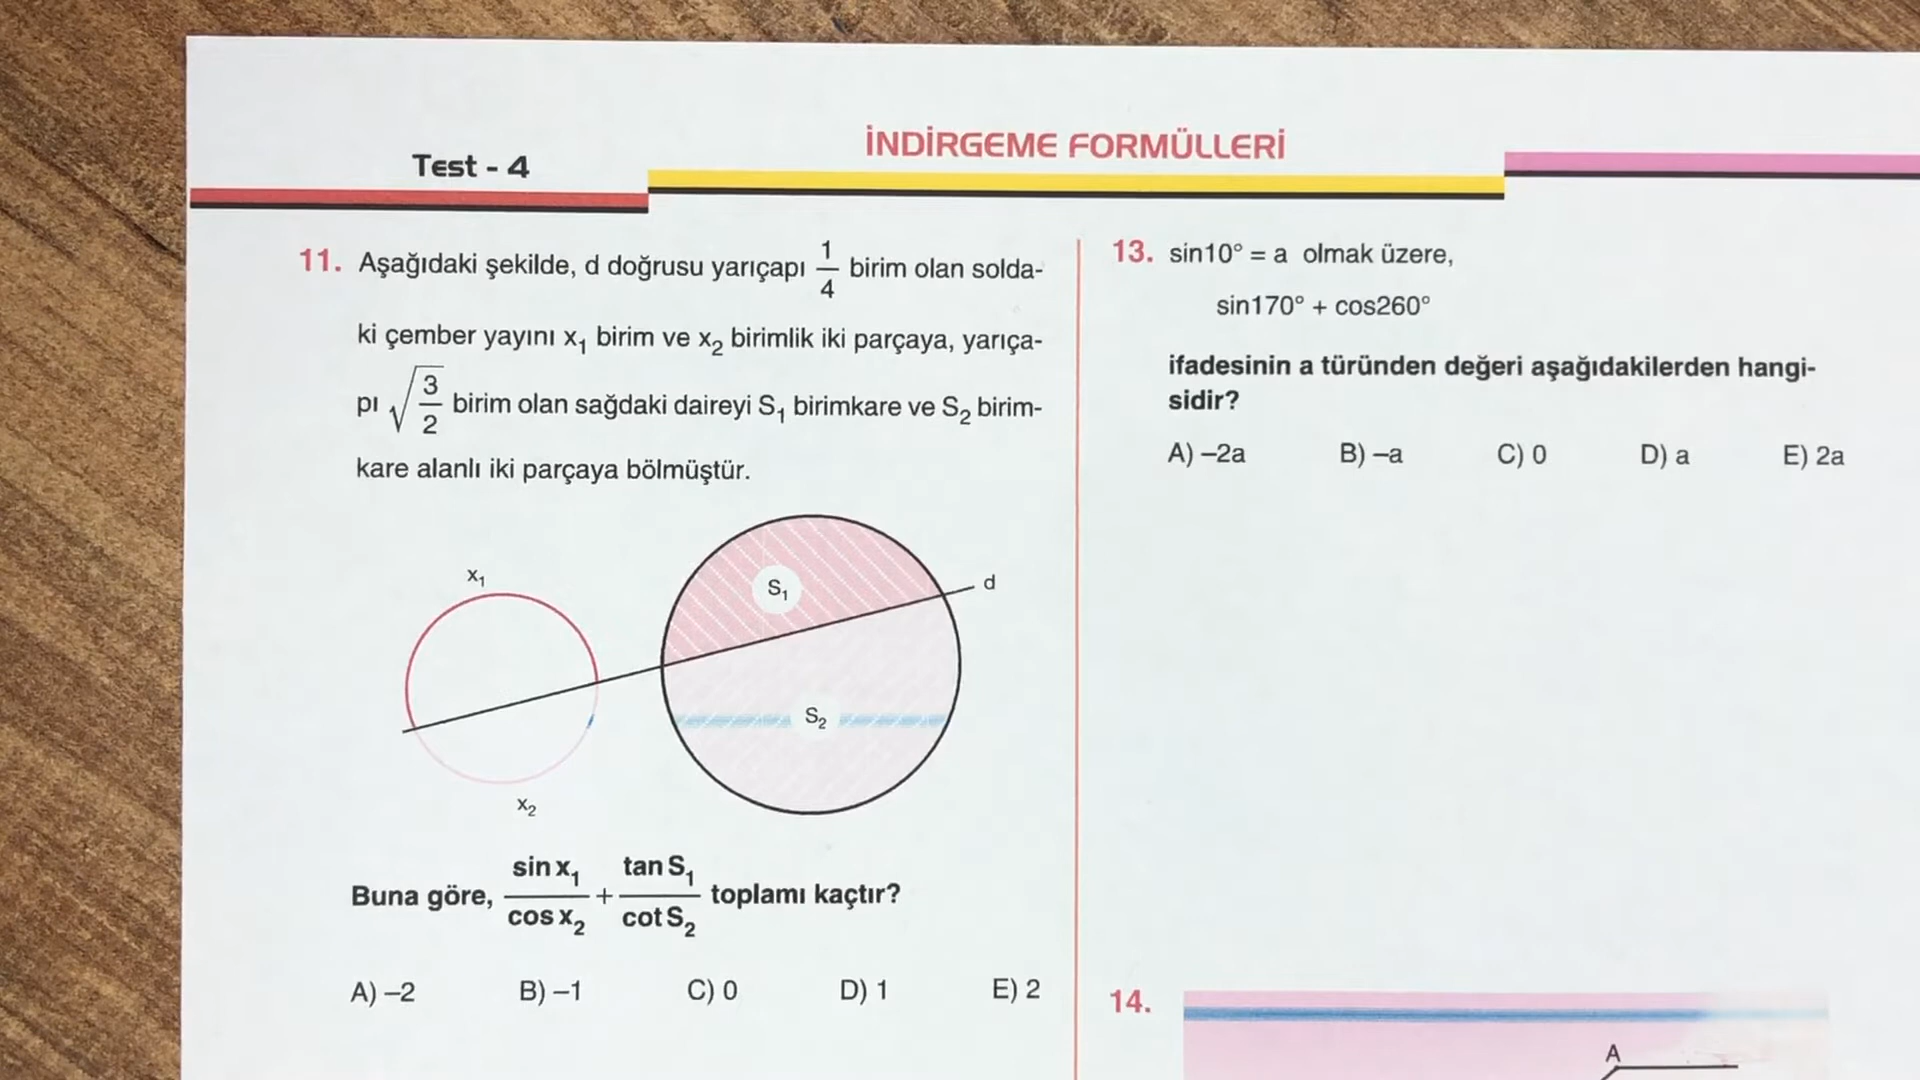 Test - 4
İNDİRGEME FORMÜLLERİ
11. Aşağıdaki şekilde, d doğrusu yarıçapı 1/4 birim olan solda-
ki çember yayını x₁ birim ve x₂ birimlik iki parçaya, yarıça-
pı √(3/2) birim olan sağdaki daireyi S₁ birimkare ve S₂ birim-
kare alanlı iki parçaya bölmüştür.
x₁
S₁
d
S₂
x₂
Buna göre, sin x₁/cos x₂ + tan S₁/cot S₂ toplamı kaçtır?
A) –2 B) –1 C) 0 D) 1 E) 2
13. sin10° = a olmak üzere,
sin170° + cos260°
ifadesinin a türünden değeri aşağıdakilerden hangi-
sidir?
A) –2a B) –a C) 0 D) a E) 2a
14.
A